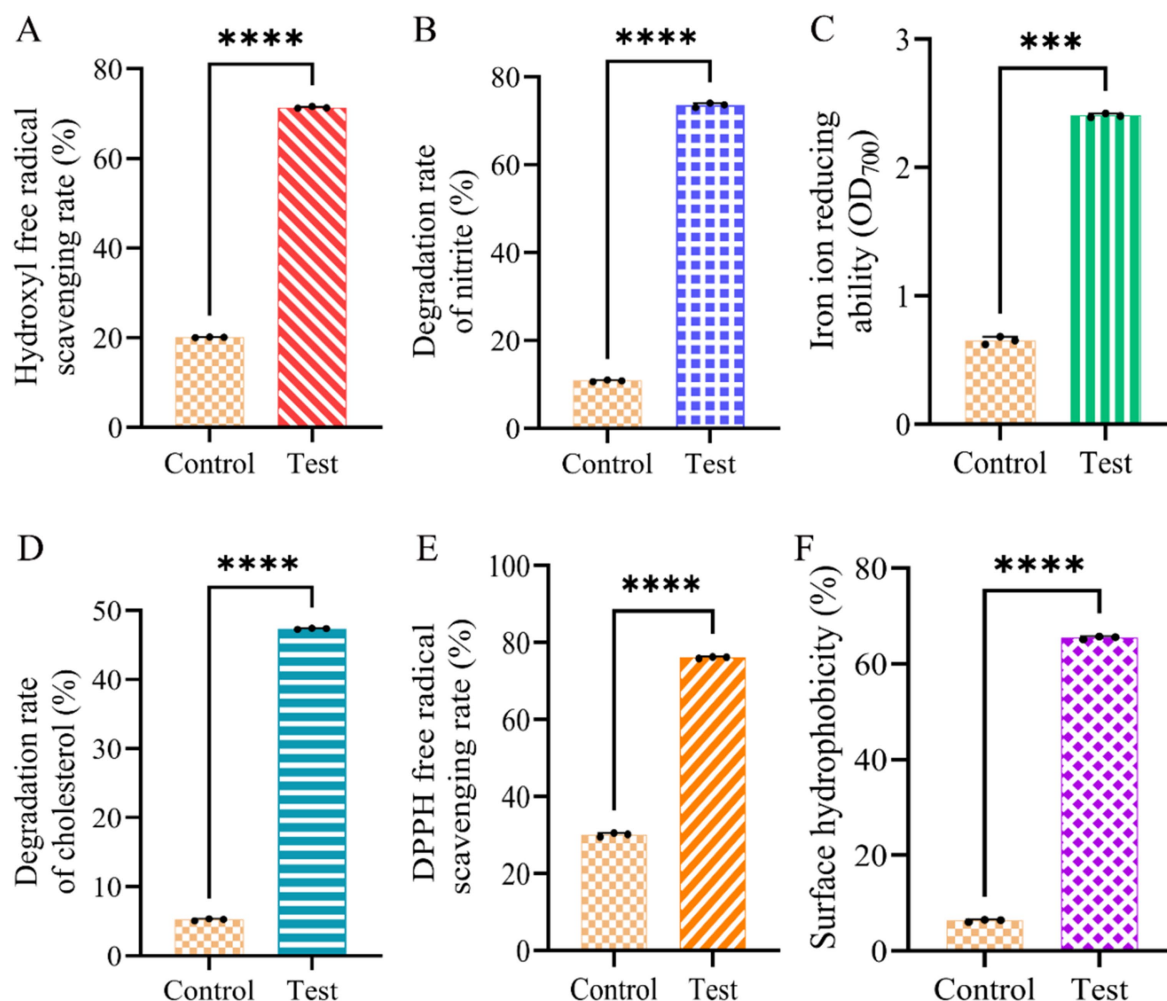 A
****
Hydroxyl free radical
scavenging rate (%)
80
60
40
20
0
Control Test
B
****
Degradation rate
of nitrite (%)
80
60
40
20
0
Control Test
C
***
Iron ion reducing
ability (OD₇₀₀)
3
2
1
0
Control Test
D
****
Degradation rate
of cholesterol (%)
50
40
30
20
10
0
Control Test
E
****
DPPH free radical
scavenging rate (%)
100
80
60
40
20
0
Control Test
F
****
Surface hydrophobicity (%)
80
60
40
20
0
Control Test